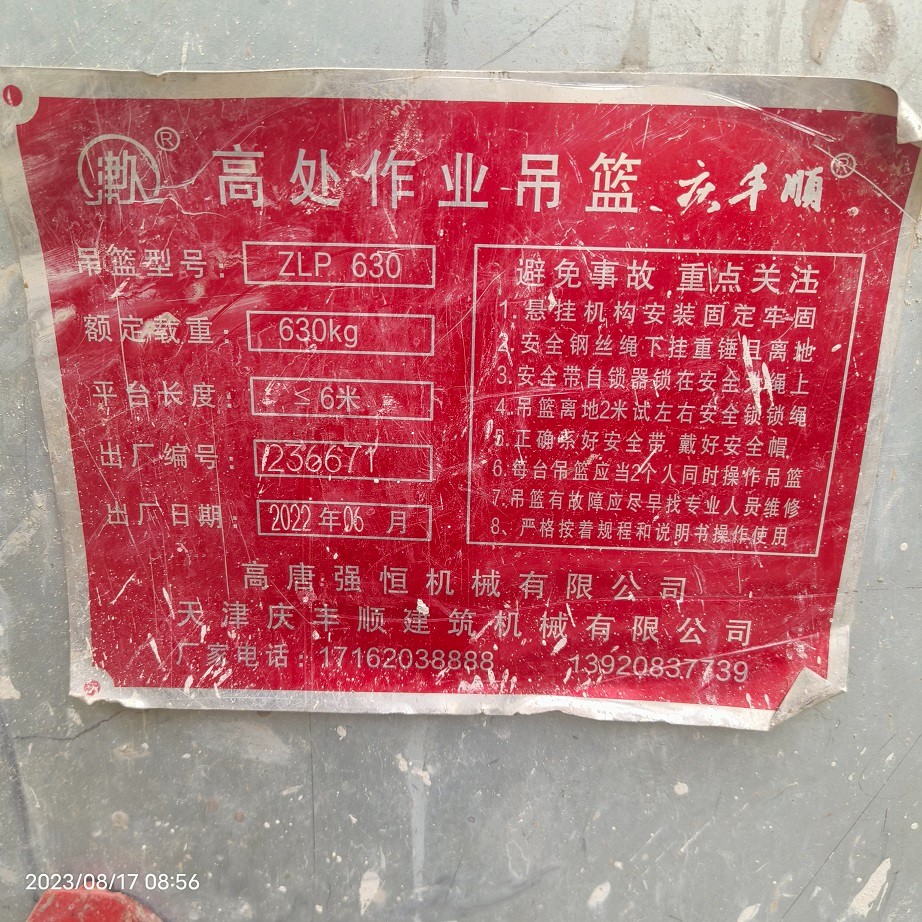 ® 高处作业吊篮 庆丰顺®
吊篮型号: ZLP 630
额定载重: 630kg
平台长度: ≤6米
出厂编号: 236671
出厂日期: 2022年06月
避免事故 重点关注
1.悬挂机构安装固定牢固
2.安全钢丝绳下挂重锤且离地
3.安全带自锁器锁在安全大绳上
4.吊篮离地2米试左右安全锁锁绳
5.正确系好安全带 戴好安全帽
6.每台吊篮应当2个人同时操作吊篮
7.吊篮有故障应尽早找专业人员维修
8、严格按着规程和说明书操作使用
高唐强恒机械有限公司
天津庆丰顺建筑机械有限公司
厂家电话: 17162038888 13920837739
2023/08/17 08:56